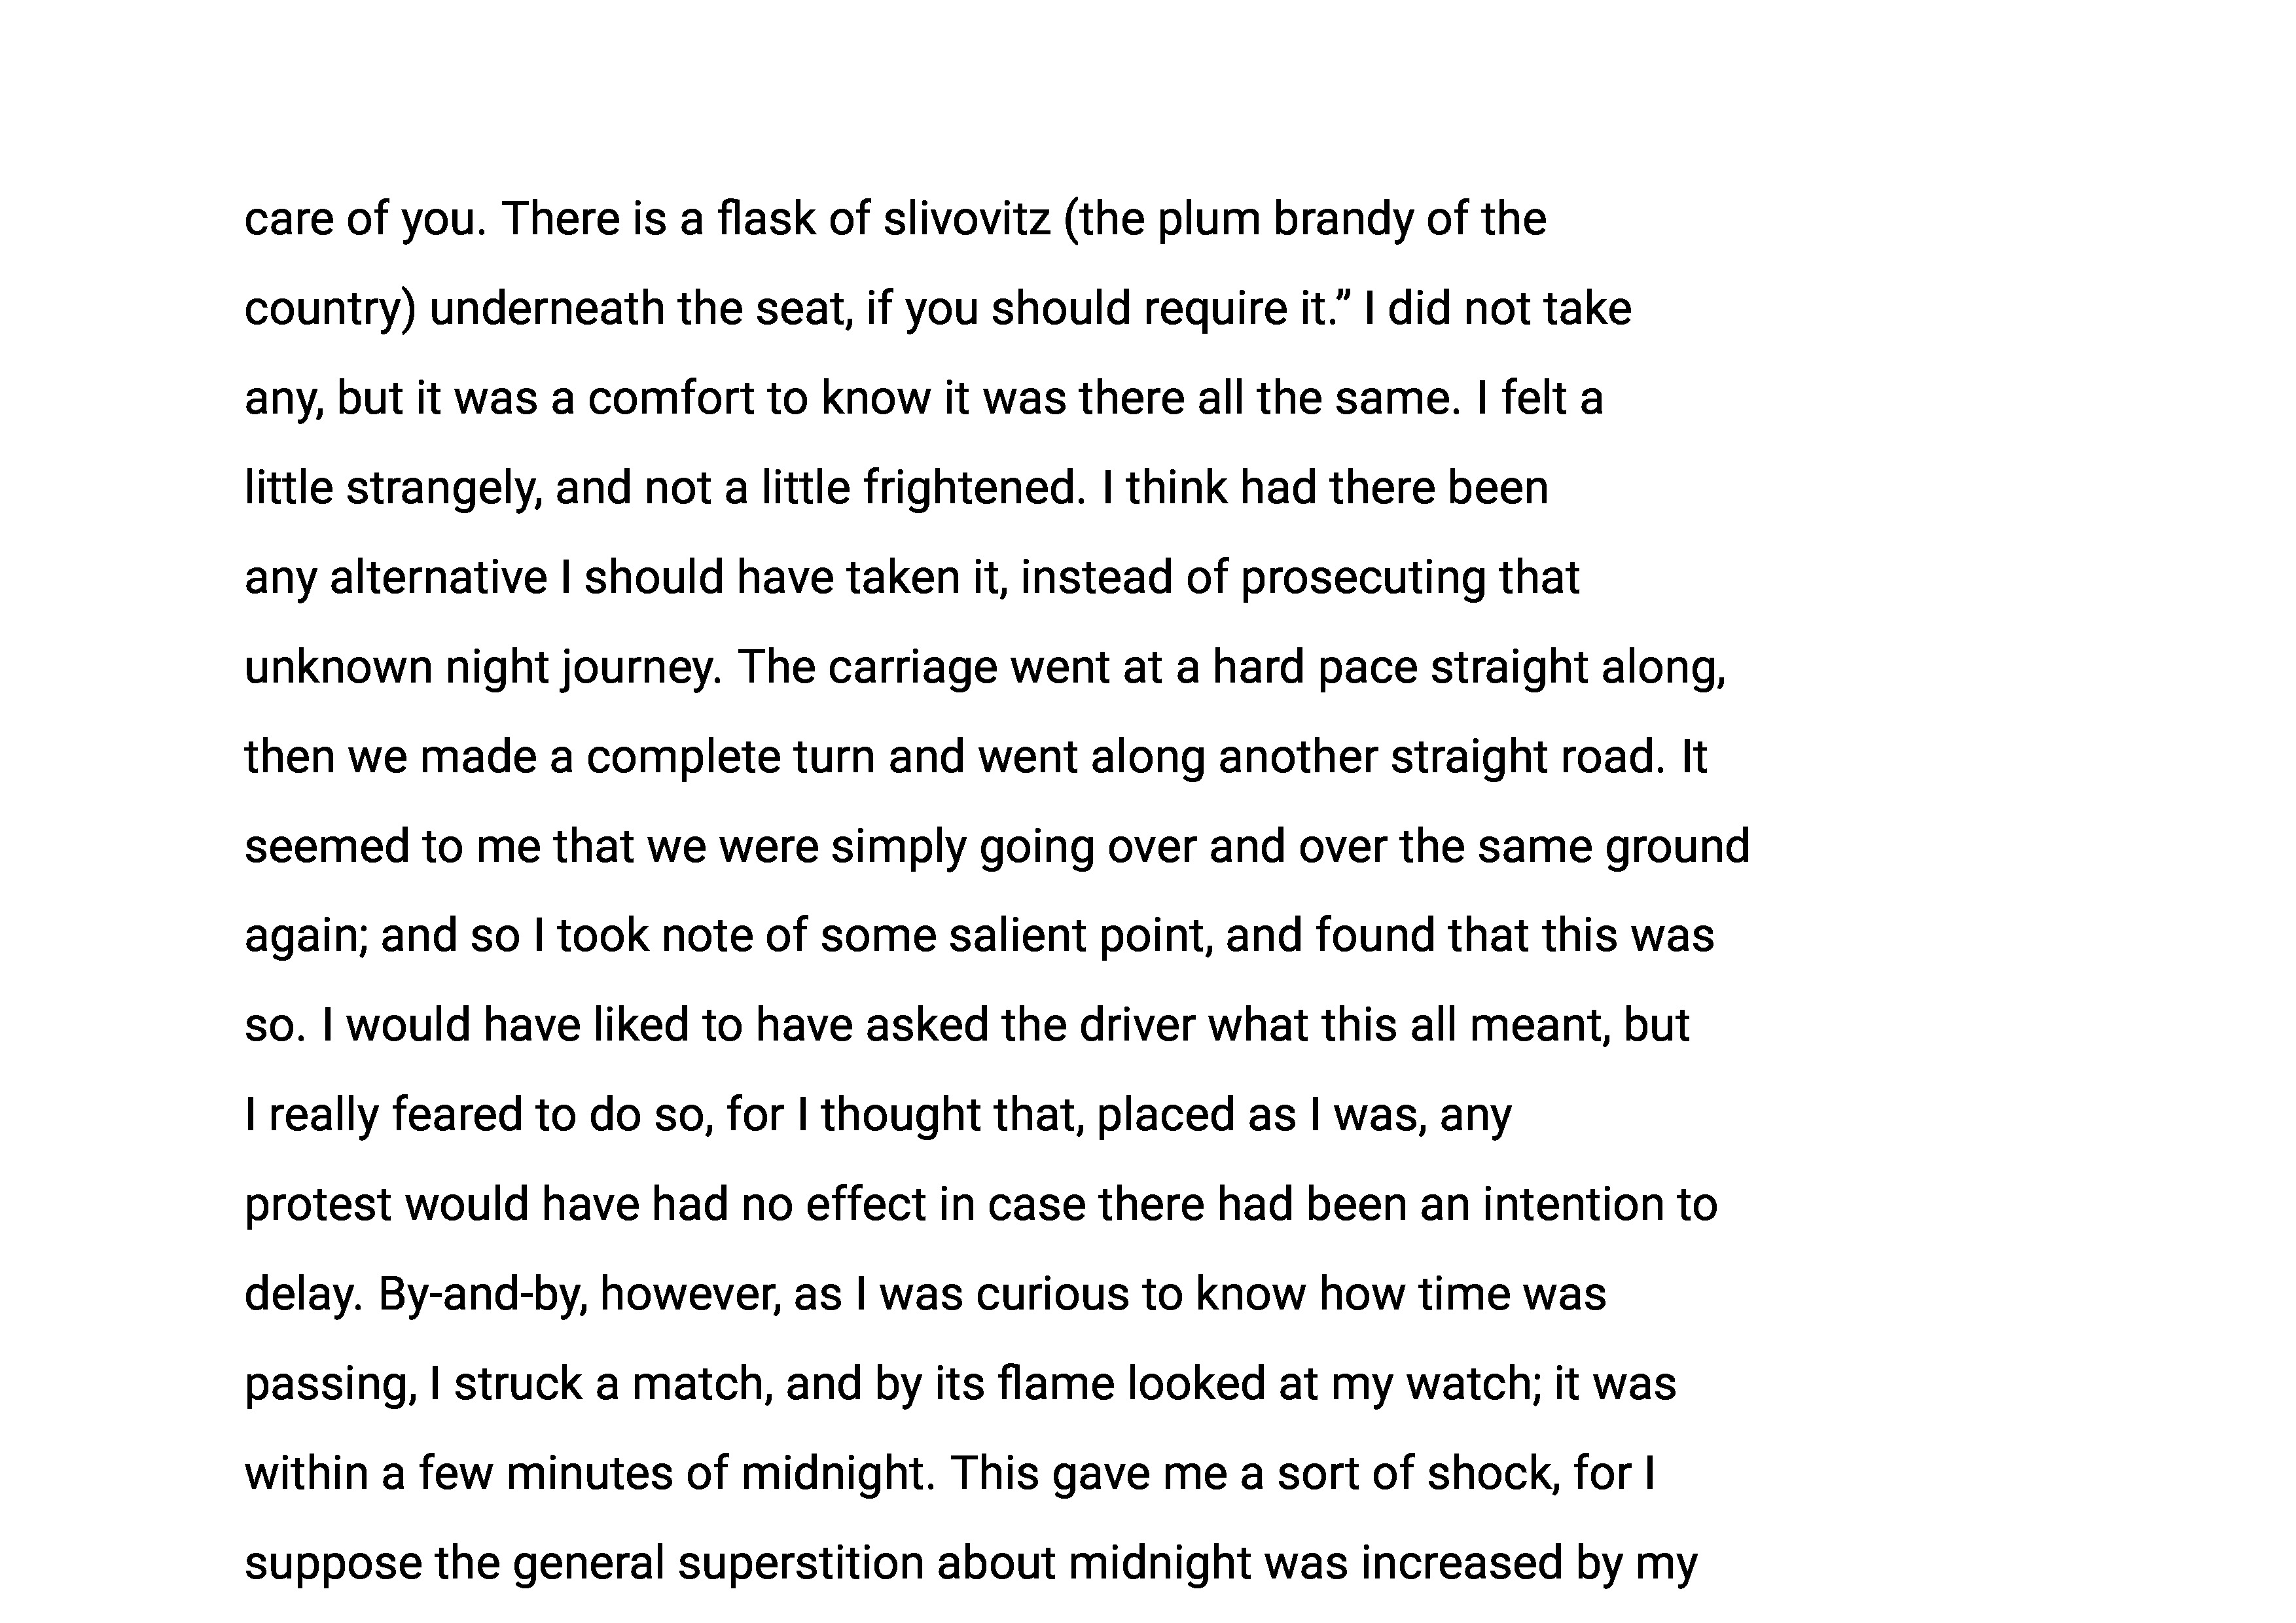 care of you. There is a flask of slivovitz (the plum brandy of the
country) underneath the seat, if you should require it.” I did not take
any, but it was a comfort to know it was there all the same. I felt a
little strangely, and not a little frightened. I think had there been
any alternative I should have taken it, instead of prosecuting that
unknown night journey. The carriage went at a hard pace straight along,
then we made a complete turn and went along another straight road. It
seemed to me that we were simply going over and over the same ground
again; and so I took note of some salient point, and found that this was
so. I would have liked to have asked the driver what this all meant, but
I really feared to do so, for I thought that, placed as I was, any
protest would have had no effect in case there had been an intention to
delay. By-and-by, however, as I was curious to know how time was
passing, I struck a match, and by its flame looked at my watch; it was
within a few minutes of midnight. This gave me a sort of shock, for I
suppose the general superstition about midnight was increased by my